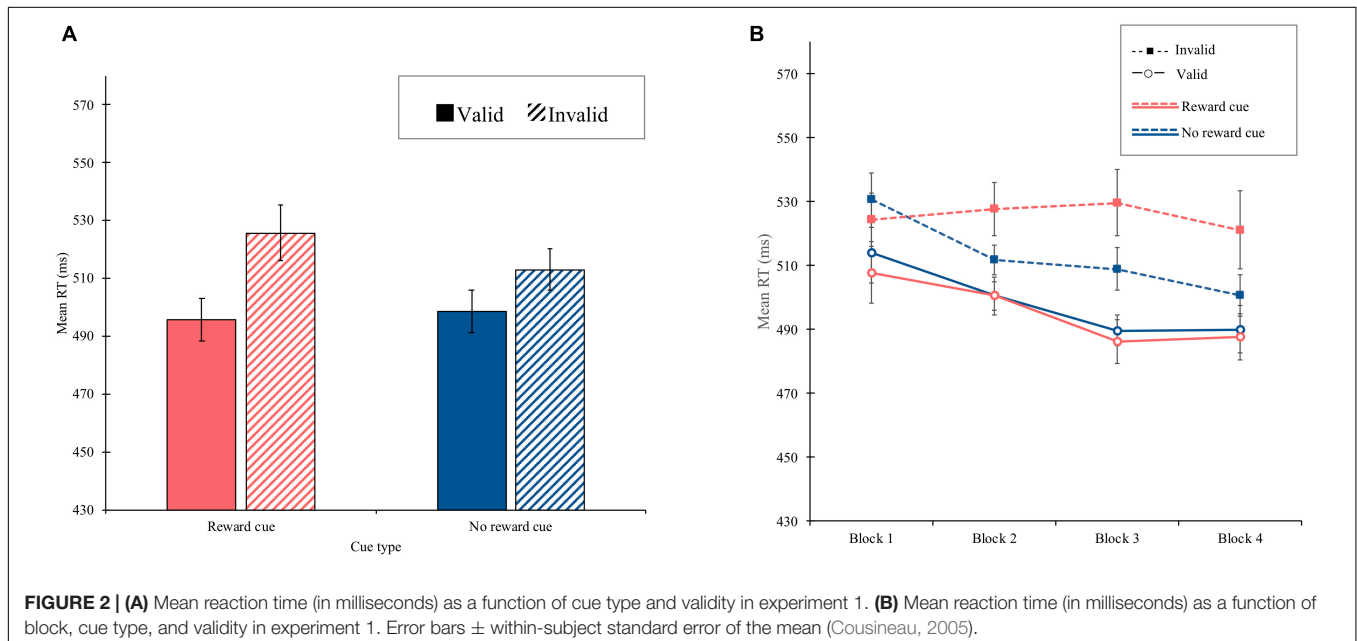 A
570
550
530
510
490
470
450
430
Mean RT (ms)
Valid
Invalid
Reward cue
No reward cue
Cue type
B
570
550
530
510
490
470
450
430
Mean RT (ms)
Invalid
Valid
Reward cue
No reward cue
Block 1
Block 2
Block 3
Block 4
FIGURE 2 | (A) Mean reaction time (in milliseconds) as a function of cue type and validity in experiment 1. (B) Mean reaction time (in milliseconds) as a function of
block, cue type, and validity in experiment 1. Error bars ± within-subject standard error of the mean (Cousineau, 2005).